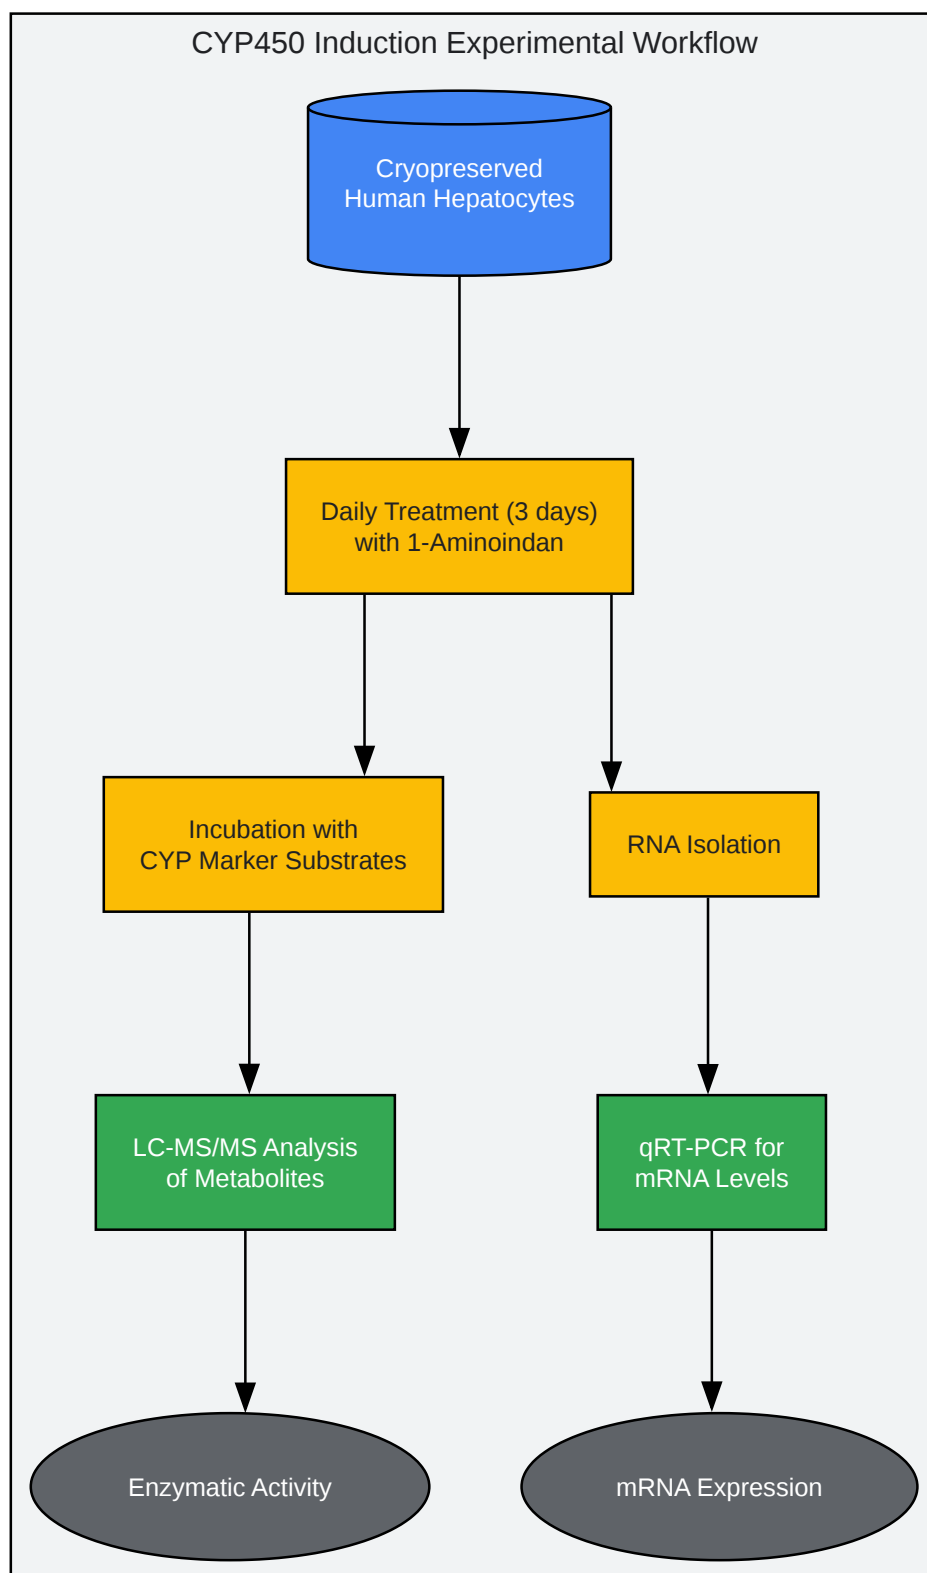 CYP450 Induction Experimental Workflow
Cryopreserved
Human Hepatocytes
Daily Treatment (3 days)
with 1-Aminoindan
Incubation with
CYP Marker Substrates
RNA Isolation
LC-MS/MS Analysis
of Metabolites
qRT-PCR for
mRNA Levels
Enzymatic Activity
mRNA Expression